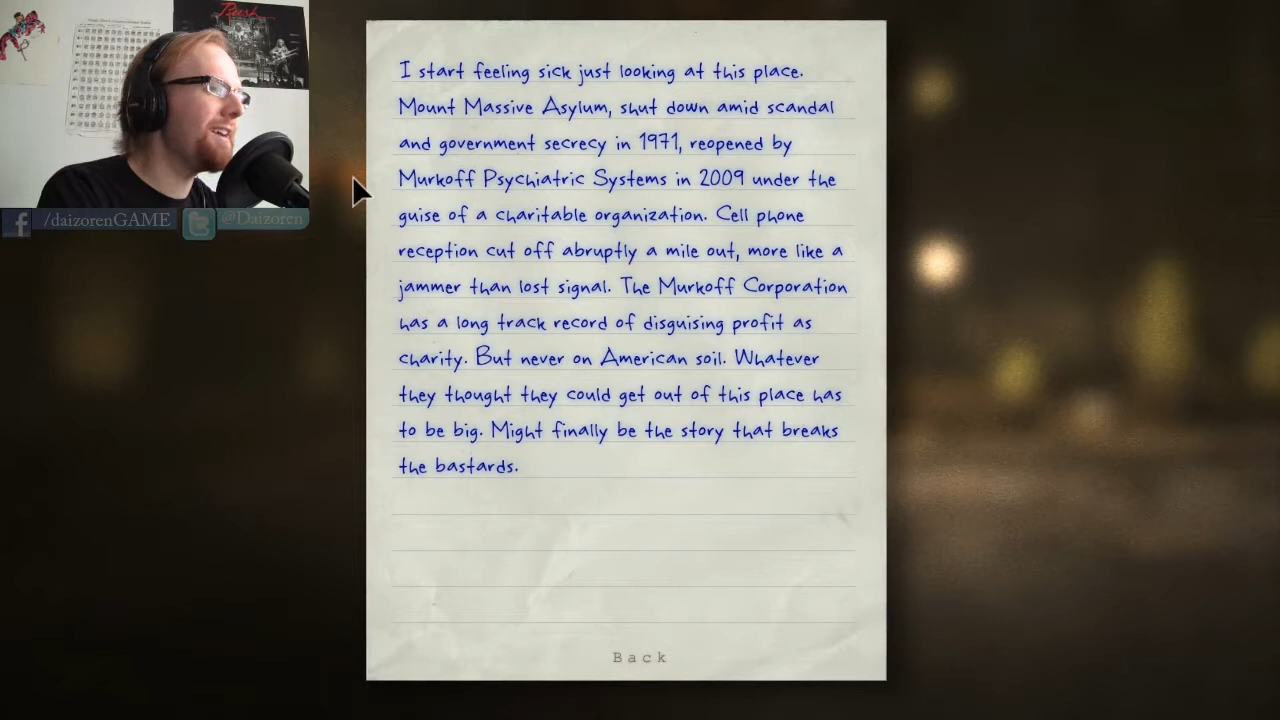 Rush
/daizorenGAME
@Daizoren
I start feeling sick just looking at this place.
Mount Massive Asylum, shut down amid scandal
and government secrecy in 1971, reopened by
Murkoff Psychiatric Systems in 2009 under the
guise of a charitable organization. Cell phone
reception cut off abruptly a mile out, more like a
jammer than lost signal. The Murkoff Corporation
has a long track record of disguising profit as
charity. But never on American soil. Whatever
they thought they could get out of this place has
to be big. Might finally be the story that breaks
the bastards.
Back